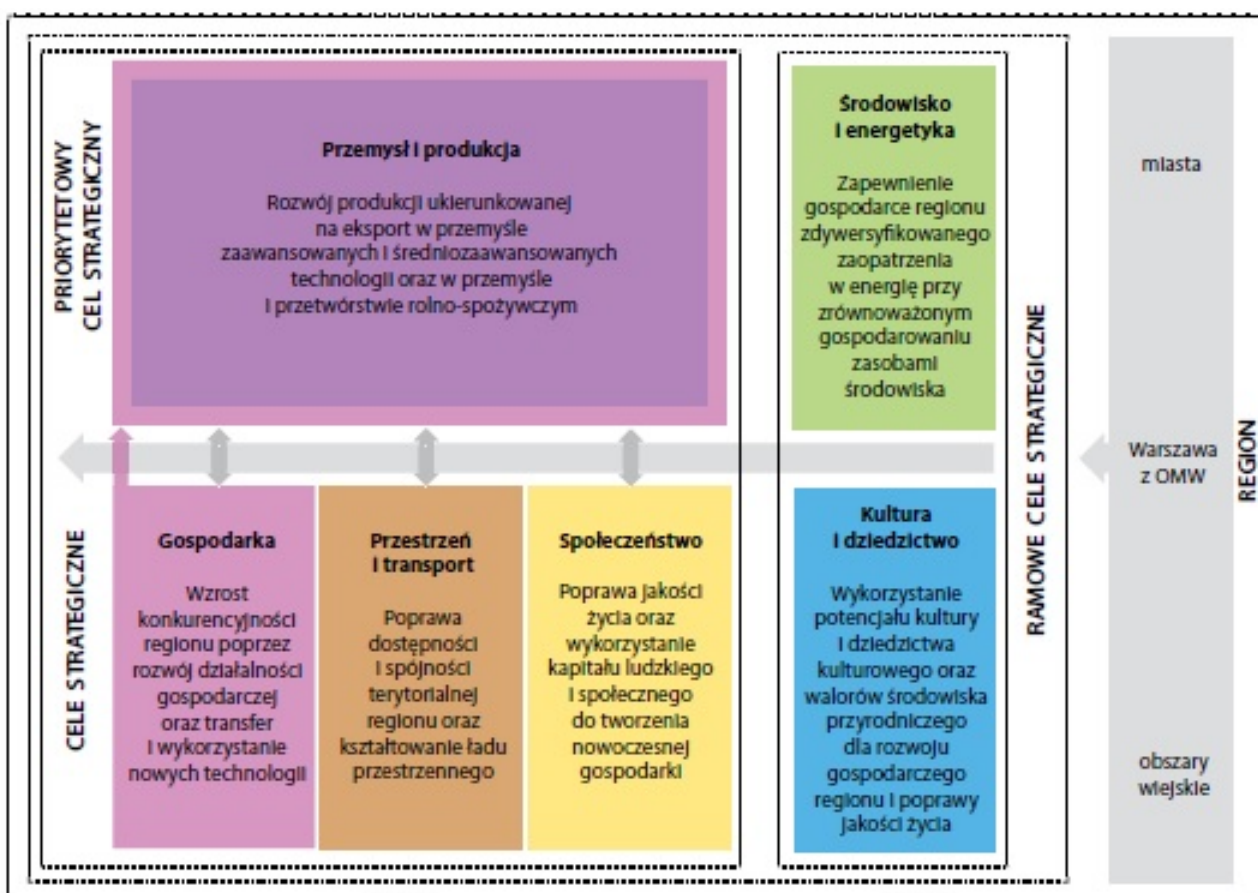 PRIORYTETOWY
CEL STRATEGICZNY
Przemysł i produkcja
Rozwój produkcji ukierunkowanej
na eksport w przemyśle
zaawansowanych i średniozaawansowanych
technologii oraz w przemyśle
i przetwórstwie rolno-spożywczym
Środowisko
i energetyka
Zapewnienie
gospodarce regionu
zdywersyfikowanego
zaopatrzenia
w energię przy
zrównoważonym
gospodarowaniu
zasobami
środowiska
CELE STRATEGICZNE
Gospodarka
Wzrost
konkurencyjności
regionu poprzez
rozwój działalności
gospodarczej
oraz transfer
i wykorzystanie
nowych technologii
Przestrzeń
i transport
Poprawa
dostępności
i spójności
terytorialnej
regionu oraz
kształtowanie ładu
przestrzennego
Społeczeństwo
Poprawa jakości
życia oraz
wykorzystanie
kapitału ludzkiego
i społecznego
do tworzenia
nowoczesnej
gospodarki
Kultura
i dziedzictwo
Wykorzystanie
potencjału kultury
i dziedzictwa
kulturowego oraz
walorów środowiska
przyrodniczego
dla rozwoju
gospodarczego
regionu i poprawy
jakości życia
RAMOWE CELE STRATEGICZNE
miasta
Warszawa
z OMW
obszary
wiejskie
REGION